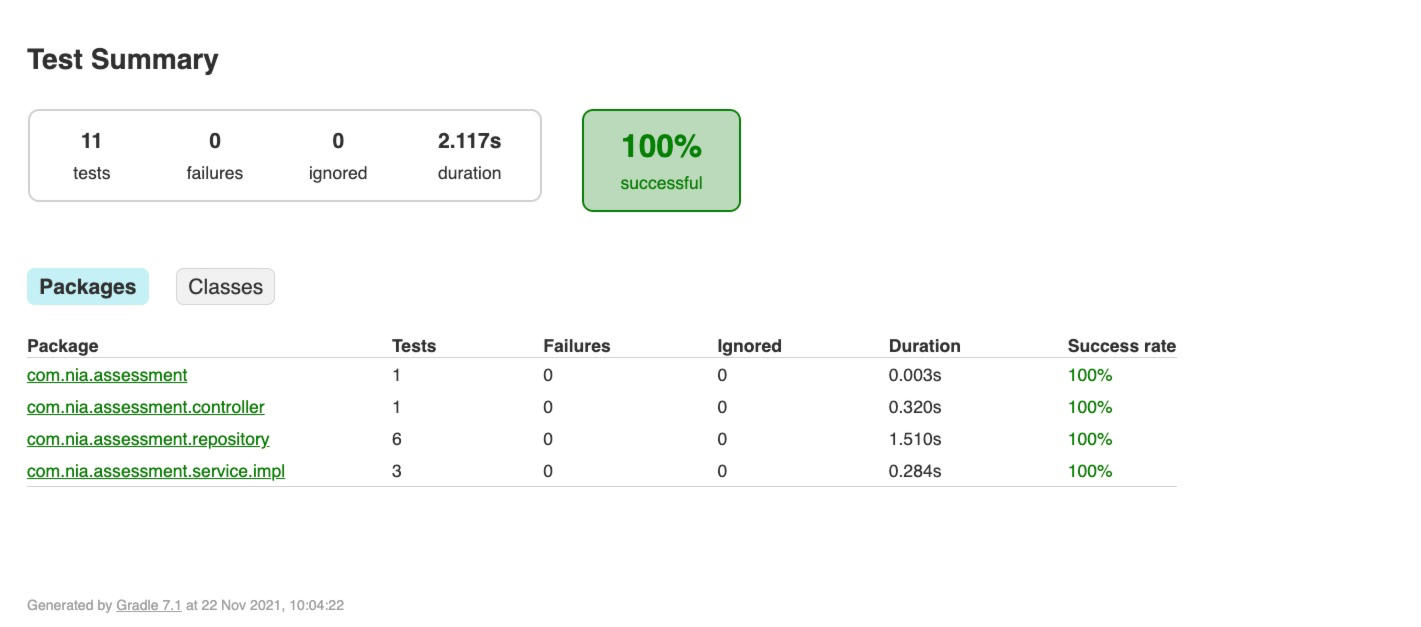 Test Summary
11 0 0 2.117s
tests failures ignored duration
100%
successful
Packages Classes
Package Tests Failures Ignored Duration Success rate
com.nia.assessment 1 0 0 0.003s 100%
com.nia.assessment.controller 1 0 0 0.320s 100%
com.nia.assessment.repository 6 0 0 1.510s 100%
com.nia.assessment.service.impl 3 0 0 0.284s 100%
Generated by Gradle 7.1 at 22 Nov 2021, 10:04:22